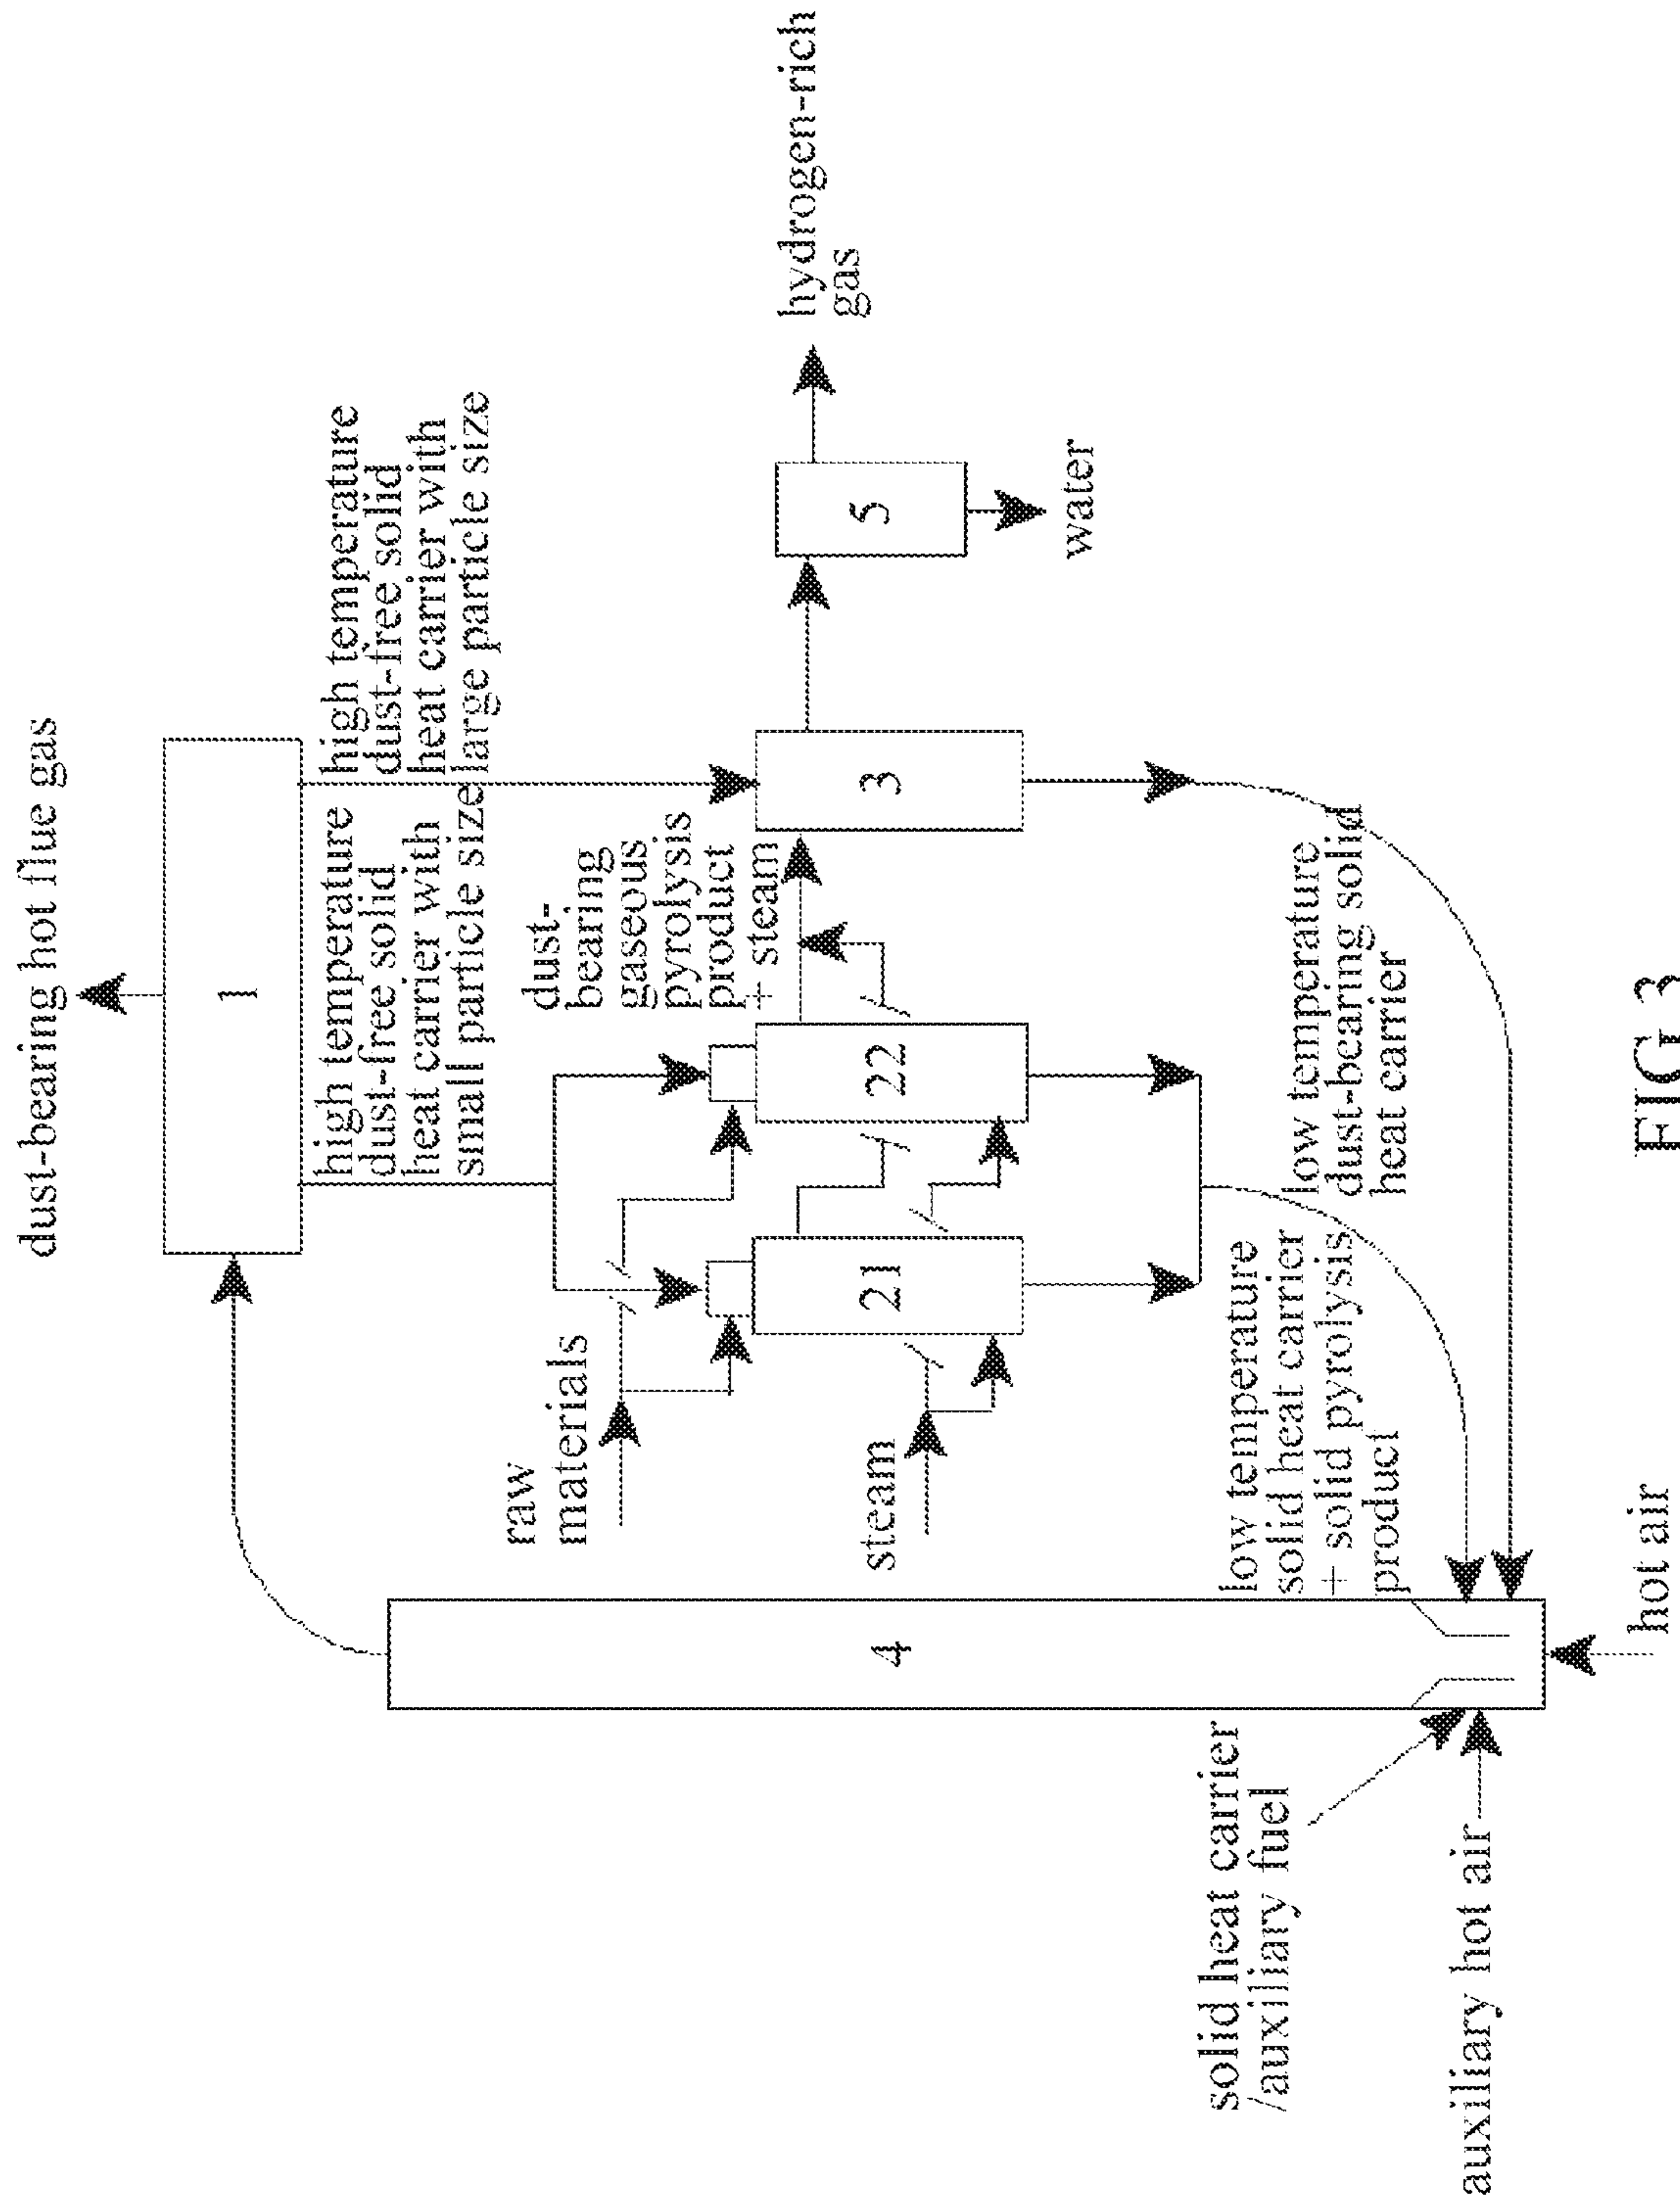 dust-bearing hot flue gas
1
high temperature
dust-free solid
heat carrier with
small particle size
high temperature
dust-free solid
heat carrier with
large particle size
raw
materials
dust-
bearing
gaseous
pyrolysis
product
+ steam
hydrogen-rich
gas
steam
21
22
3
5
4
water
low temperature
solid heat carrier
+ solid pyrolysis
product
low temperature
dust-bearing solid
heat carrier
solid heat carrier
/auxiliary fuel
auxiliary hot air
hot air
FIG 3